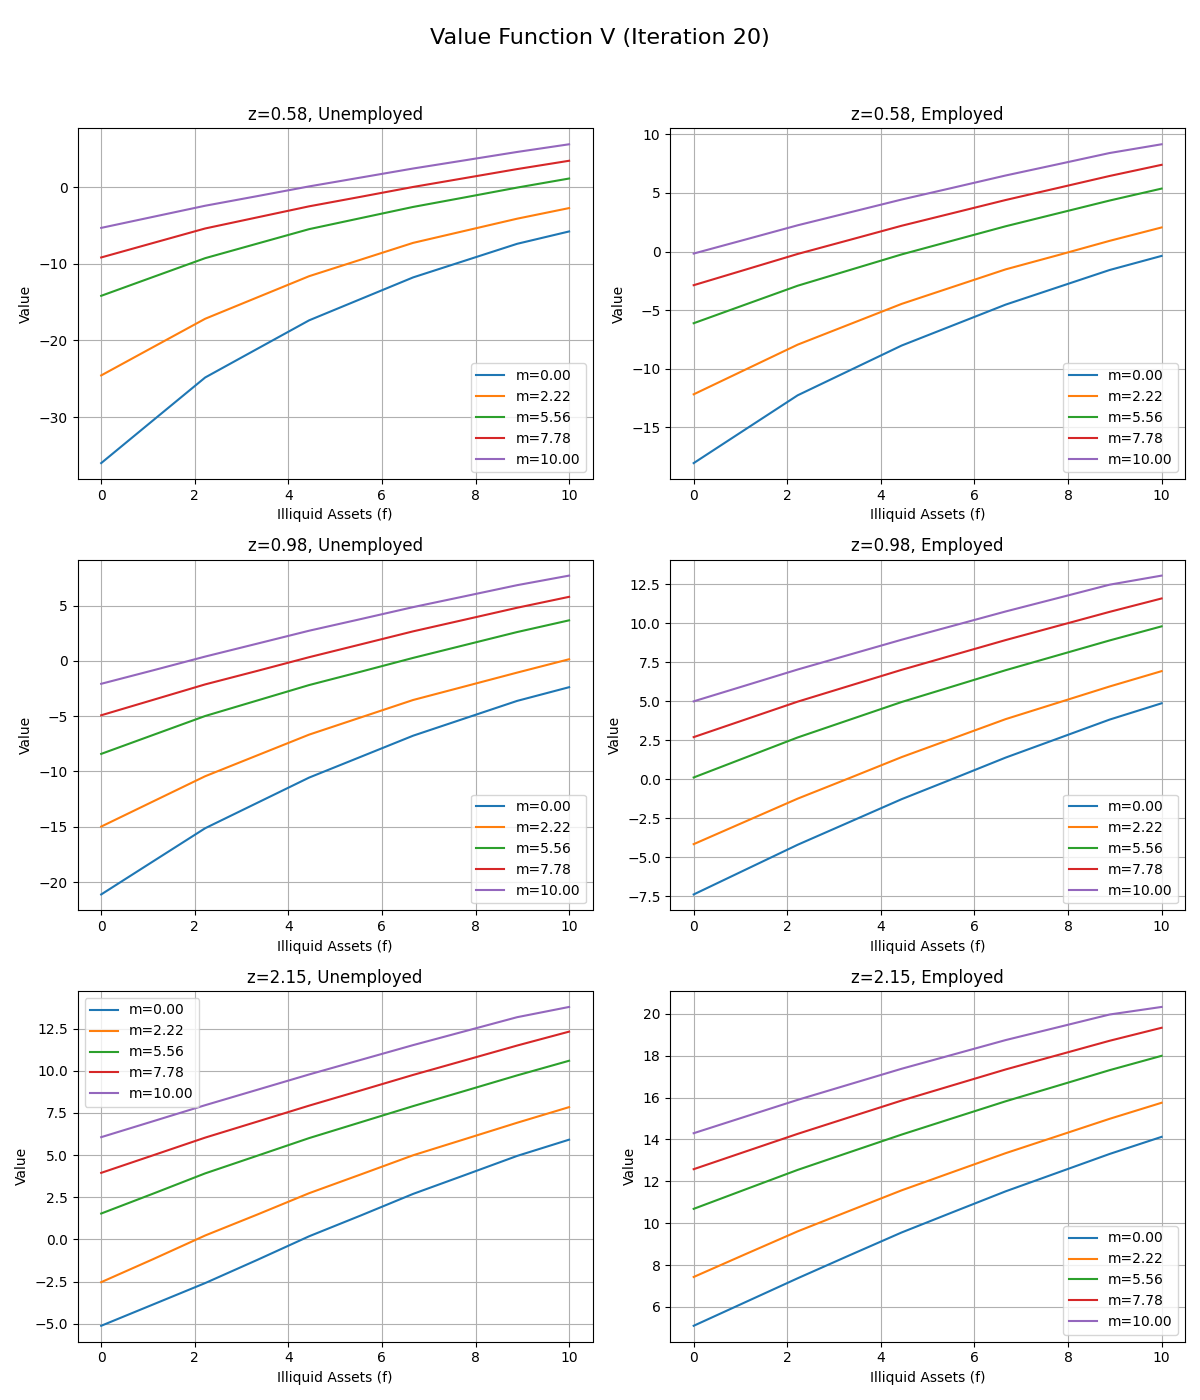 Value Function V (Iteration 20)
z=0.58, Unemployed
0
−10
−20
−30
Value
0 2 4 6 8 10
Illiquid Assets (f)
m=0.00
m=2.22
m=5.56
m=7.78
m=10.00
z=0.58, Employed
10
5
0
−5
−10
−15
Value
0 2 4 6 8 10
Illiquid Assets (f)
m=0.00
m=2.22
m=5.56
m=7.78
m=10.00
z=0.98, Unemployed
5
0
−5
−10
−15
−20
Value
0 2 4 6 8 10
Illiquid Assets (f)
m=0.00
m=2.22
m=5.56
m=7.78
m=10.00
z=0.98, Employed
12.5
10.0
7.5
5.0
2.5
0.0
−2.5
−5.0
−7.5
Value
0 2 4 6 8 10
Illiquid Assets (f)
m=0.00
m=2.22
m=5.56
m=7.78
m=10.00
z=2.15, Unemployed
12.5
10.0
7.5
5.0
2.5
0.0
−2.5
−5.0
Value
0 2 4 6 8 10
Illiquid Assets (f)
m=0.00
m=2.22
m=5.56
m=7.78
m=10.00
z=2.15, Employed
20
18
16
14
12
10
8
6
Value
0 2 4 6 8 10
Illiquid Assets (f)
m=0.00
m=2.22
m=5.56
m=7.78
m=10.00